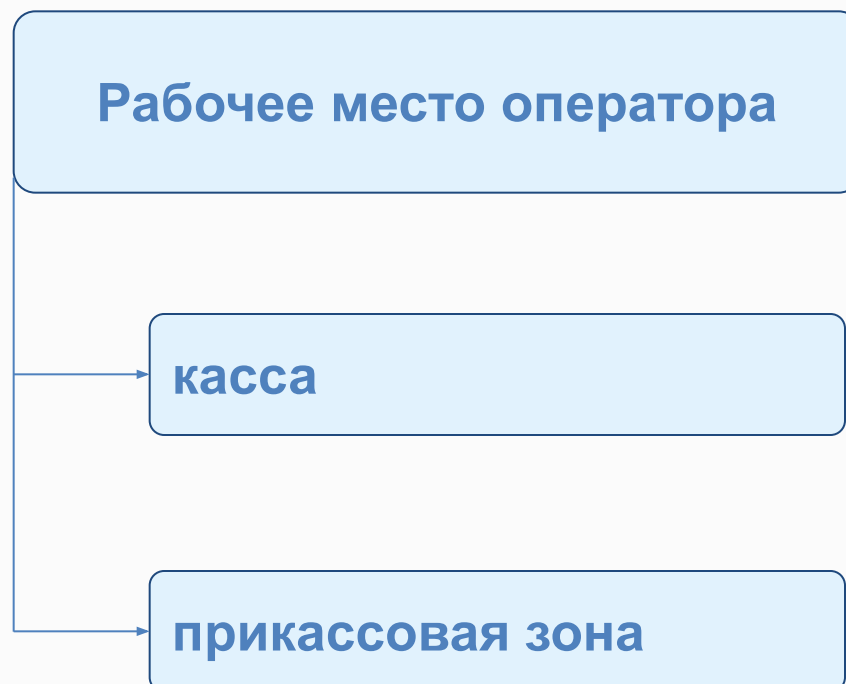 Рабочее место оператора
касса
прикассовая зона